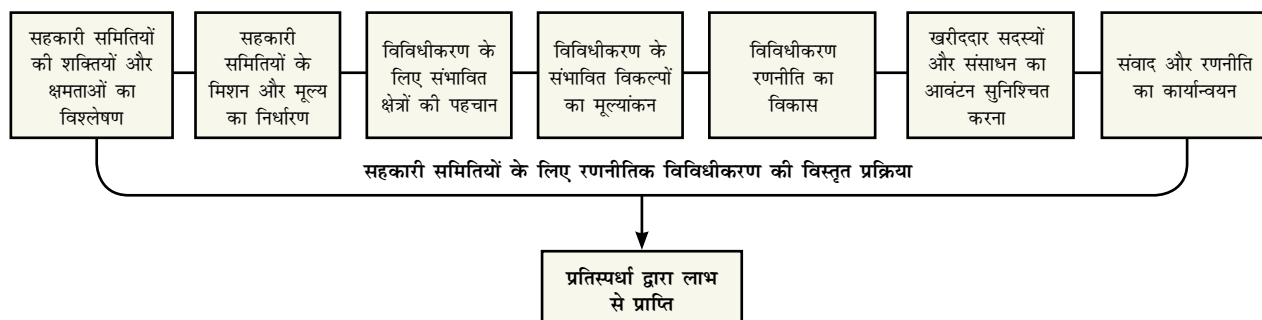 सहकारी समितियों
की शक्तियों और
क्षमताओं का
विश्लेषण
सहकारी
समितियों के
मिशन और मूल्य
का निर्धारण
विविधीकरण के
लिए संभावित
क्षेत्रों की पहचान
विविधीकरण के
संभावित विकल्पों
का मूल्यांकन
विविधीकरण
रणनीति का
विकास
खरीददार सदस्यों
और संसाधन का
आवंटन सुनिश्चित
करना
संवाद और रणनीति
का कार्यान्वयन
सहकारी समितियों के लिए रणनीतिक विविधीकरण की विस्तृत प्रक्रिया
प्रतिस्पर्धा द्वारा लाभ
से प्राप्ति